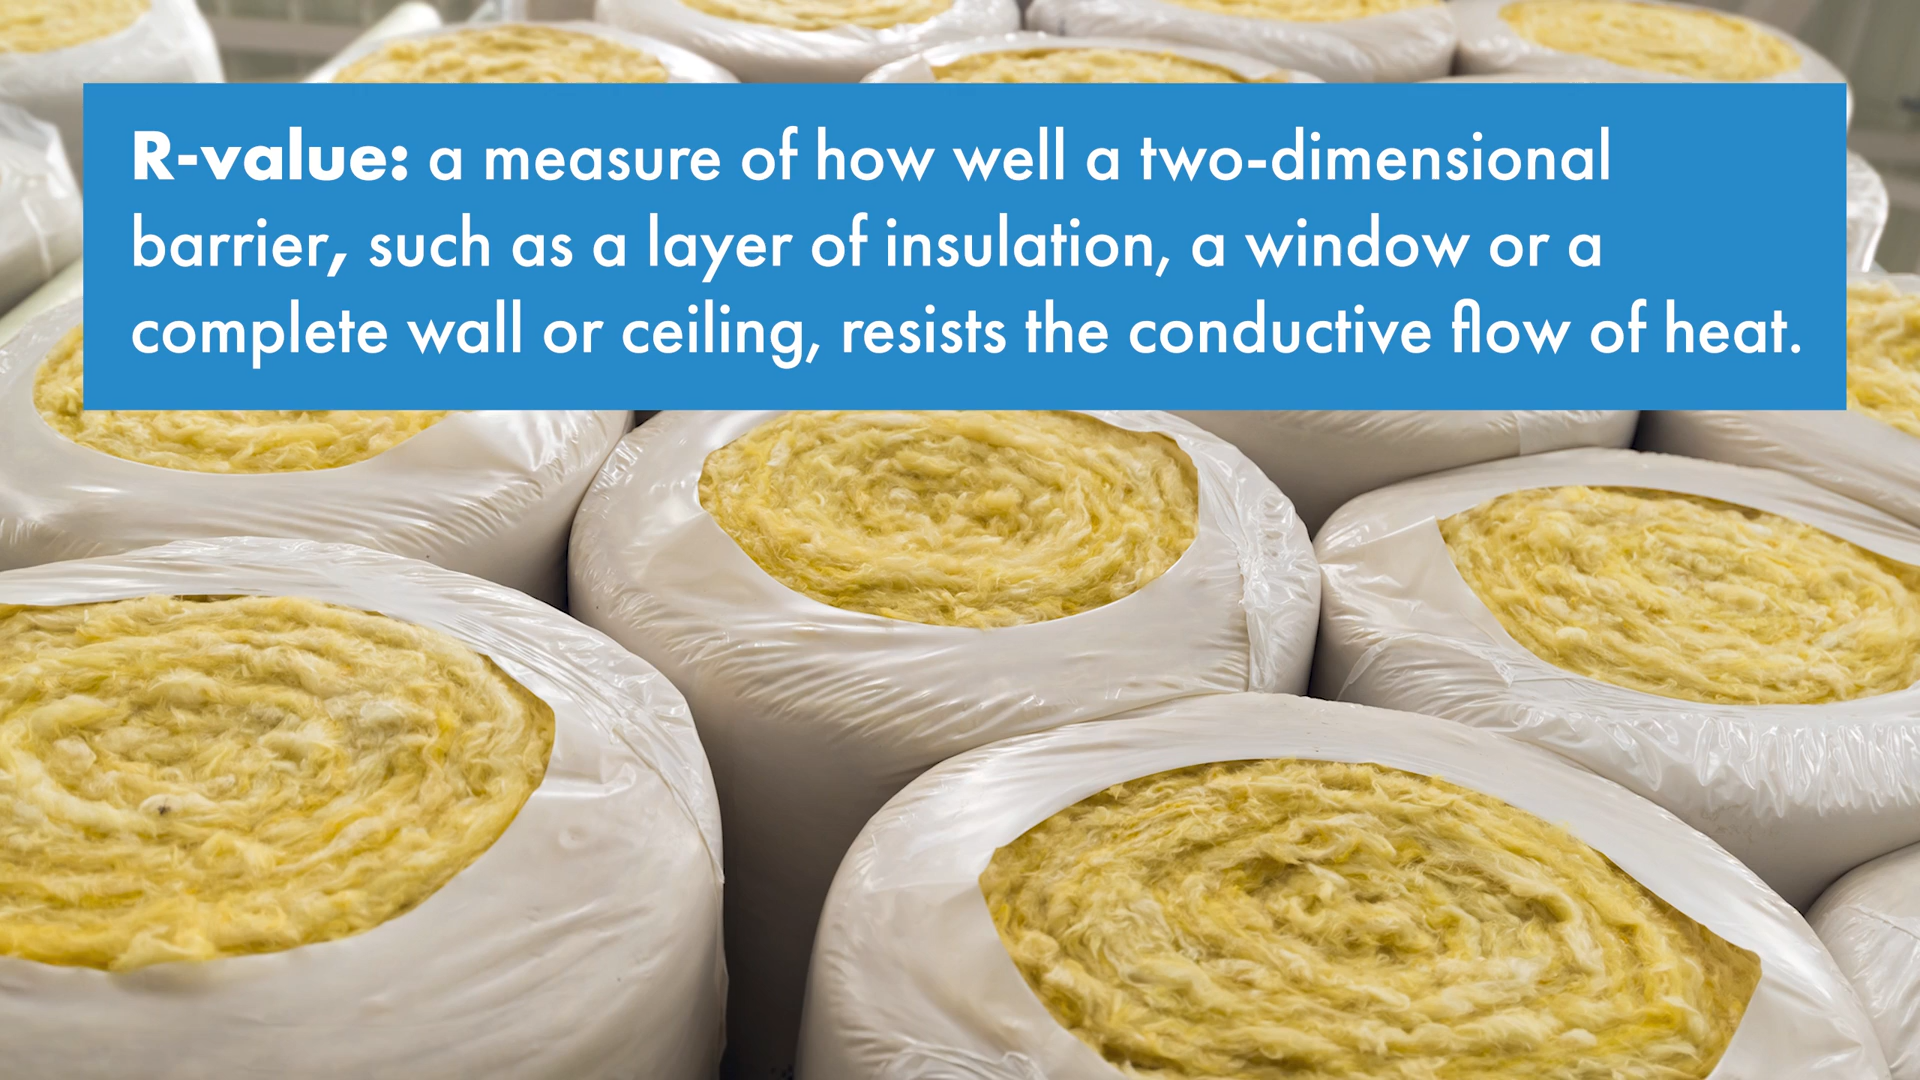 R-value: a measure of how well a two-dimensional
barrier, such as a layer of insulation, a window or a
complete wall or ceiling, resists the conductive flow of heat.